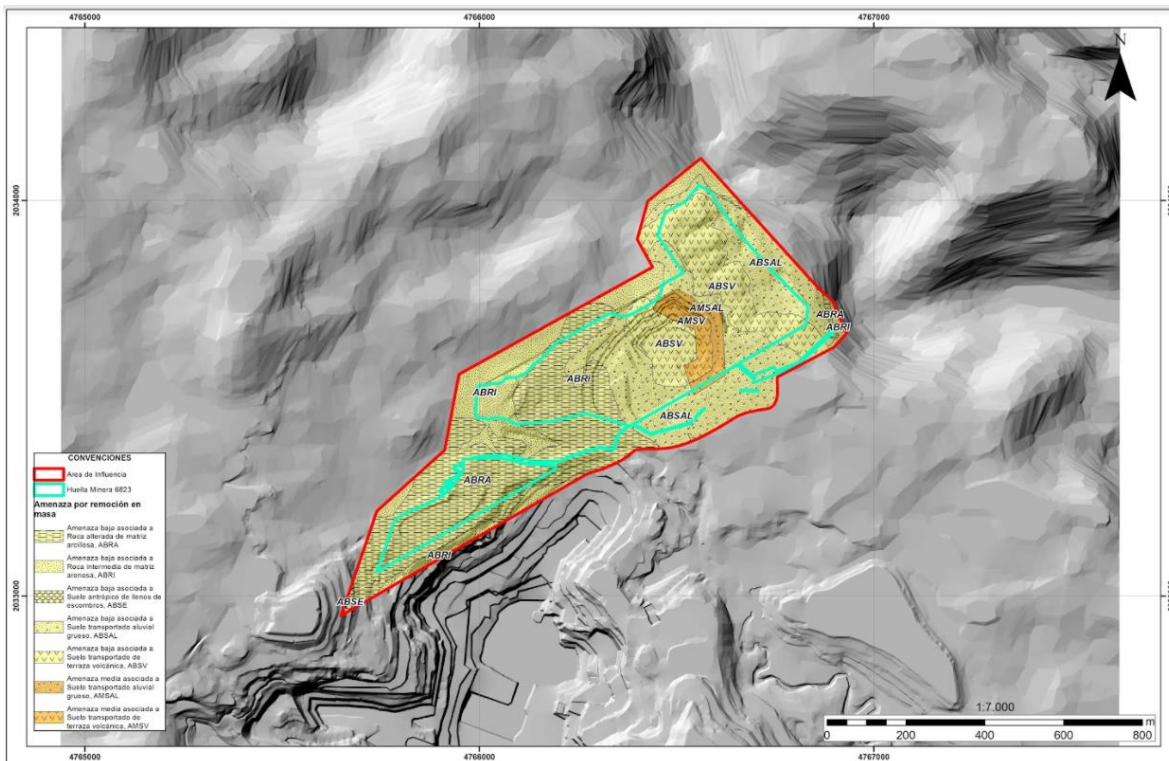 4765000
4766000
4767000
N
2034000
ABSAL
ABSV
AMSAL
ABRA
AMSV
ABRI
ABSV
ABRI
ABRI
ABSAL
ABRA
ABRI
ABSE
2033000
CONVENCIONES
Area de Influencia
Huella Minera 6823
Amenaza por remoción en
masa
Amenaza baja asociada a
Roca alterada de matriz
arcillosa, ABRA
Amenaza baja asociada a
Roca intermedia de matriz
arenosa, ABRI
Amenaza baja asociada a
Suelo antrópico de llenos de
escombros, ABSE
Amenaza baja asociada a
Suelo transportado aluvial
grueso, ABSAL
Amenaza baja asociada a
Suelo transportado de
terraza volcánica, ABSV
Amenaza media asociada a
Suelo transportado aluvial
grueso, AMSAL
Amenaza media asociada a
Suelo transportado de
terraza volcánica, AMSV
1:7.000
m
0 200 400 600 800
4765000
4766000
4767000